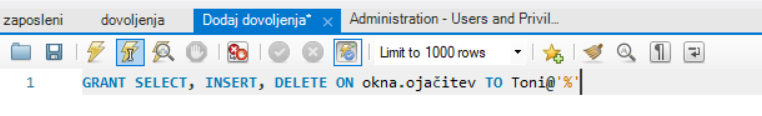 zaposleni dovoljenja Dodaj dovoljenja* × Administration - Users and Privil...
Limit to 1000 rows
1 GRANT SELECT, INSERT, DELETE ON okna.ojačitev TO Toni@'%'